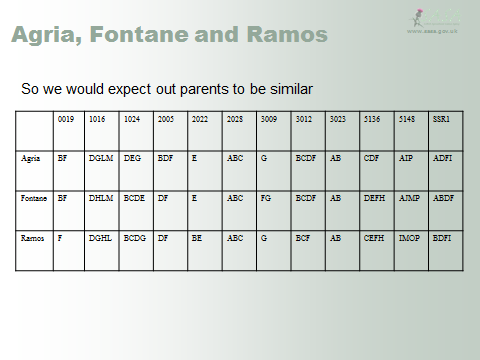 Agria, Fontane and Ramos
www.sasa.gov.uk
So we would expect out parents to be similar
0019 1016 1024 2005 2022 2028 3009 3012 3023 5136 5148 SSR1
Agria BF DGLM DEG BDF E ABC G BCDF AB CDF AIP ADFI
Fontane BF DHLM BCDE DF E ABC FG BCDF AB DEFH AJMP ABDF
Ramos F DGHL BCDG DF BE ABC G BCF AB CEFH IMOP BDFI